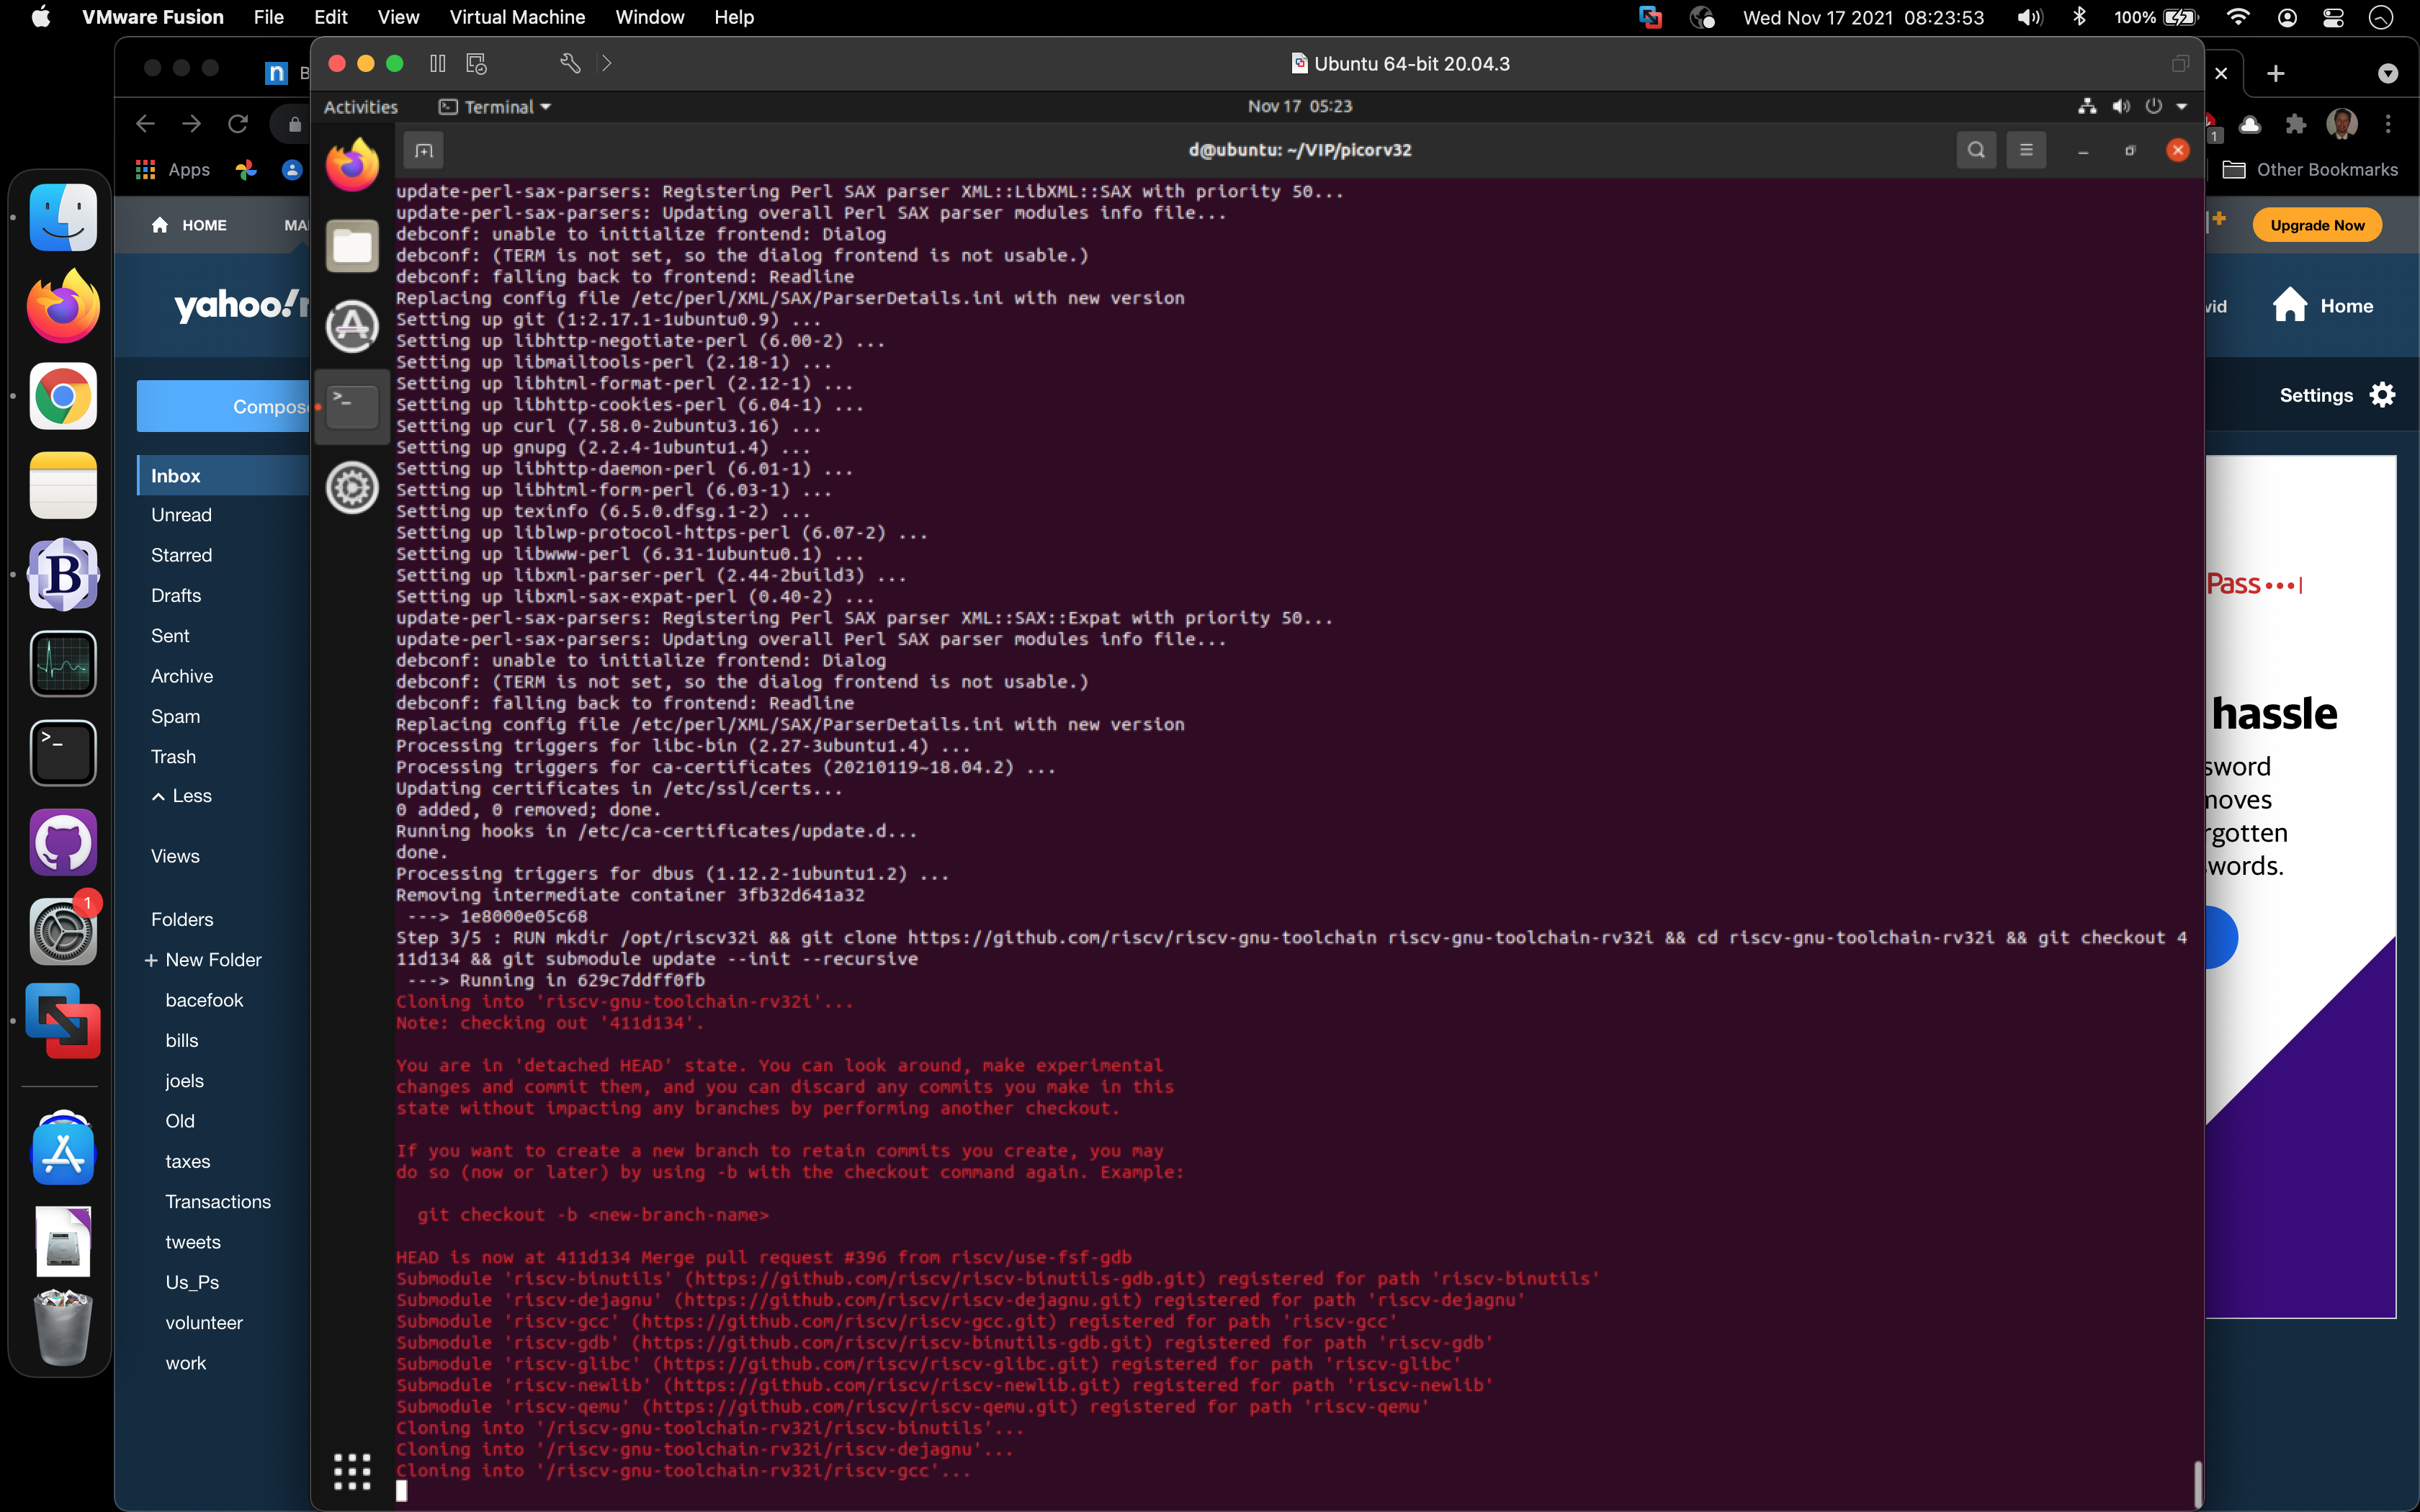 VMware Fusion File Edit View Virtual Machine Window Help
Wed Nov 17 2021 08:23:53 100%
Ubuntu 64-bit 20.04.3
Activities Terminal Nov 17 05:23
d@ubuntu: ~/VIP/picorv32
Apps
Other Bookmarks
HOME
Upgrade Now
yahoo!
Home
Settings
Inbox
Unread
Starred
Drafts
Sent
Archive
Spam
Trash
Less
Views
Folders
+ New Folder
bacefook
bills
joels
Old
taxes
Transactions
tweets
Us_Ps
volunteer
work
1
update-perl-sax-parsers: Registering Perl SAX parser XML::LibXML::SAX with priority 50...
update-perl-sax-parsers: Updating overall Perl SAX parser modules info file...
debconf: unable to initialize frontend: Dialog
debconf: (TERM is not set, so the dialog frontend is not usable.)
debconf: falling back to frontend: Readline
Replacing config file /etc/perl/XML/SAX/ParserDetails.ini with new version
Setting up git (1:2.17.1-1ubuntu0.9) ...
Setting up libhttp-negotiate-perl (6.00-2) ...
Setting up libmailtools-perl (2.18-1) ...
Setting up libhtml-format-perl (2.12-1) ...
Setting up libhttp-cookies-perl (6.04-1) ...
Setting up curl (7.58.0-2ubuntu3.16) ...
Setting up gnupg (2.2.4-1ubuntu1.4) ...
Setting up libhttp-daemon-perl (6.01-1) ...
Setting up libhtml-form-perl (6.03-1) ...
Setting up texinfo (6.5.0.dfsg.1-2) ...
Setting up liblwp-protocol-https-perl (6.07-2) ...
Setting up libwww-perl (6.31-1ubuntu0.1) ...
Setting up libxml-parser-perl (2.44-2build3) ...
Setting up libxml-sax-expat-perl (0.40-2) ...
update-perl-sax-parsers: Registering Perl SAX parser XML::SAX::Expat with priority 50...
update-perl-sax-parsers: Updating overall Perl SAX parser modules info file...
debconf: unable to initialize frontend: Dialog
debconf: (TERM is not set, so the dialog frontend is not usable.)
debconf: falling back to frontend: Readline
Replacing config file /etc/perl/XML/SAX/ParserDetails.ini with new version
Processing triggers for libc-bin (2.27-3ubuntu1.4) ...
Processing triggers for ca-certificates (20210119~18.04.2) ...
Updating certificates in /etc/ssl/certs...
0 added, 0 removed; done.
Running hooks in /etc/ca-certificates/update.d...
done.
Processing triggers for dbus (1.12.2-1ubuntu1.2) ...
Removing intermediate container 3fb32d641a32
---> 1e8000e05c68
Step 3/5 : RUN mkdir /opt/riscv32i && git clone https://github.com/riscv/riscv-gnu-toolchain riscv-gnu-toolchain-rv32i && cd riscv-gnu-toolchain-rv32i && git checkout 4
11d134 && git submodule update --init --recursive
---> Running in 629c7ddff0fb
Cloning into 'riscv-gnu-toolchain-rv32i'...
Note: checking out '411d134'.
You are in 'detached HEAD' state. You can look around, make experimental
changes and commit them, and you can discard any commits you make in this
state without impacting any branches by performing another checkout.
If you want to create a new branch to retain commits you create, you may
do so (now or later) by using -b with the checkout command again. Example:
git checkout -b <new-branch-name>
HEAD is now at 411d134 Merge pull request #396 from riscv/use-fsf-gdb
Submodule 'riscv-binutils' (https://github.com/riscv/riscv-binutils-gdb.git) registered for path 'riscv-binutils'
Submodule 'riscv-dejagnu' (https://github.com/riscv/riscv-dejagnu.git) registered for path 'riscv-dejagnu'
Submodule 'riscv-gcc' (https://github.com/riscv/riscv-gcc.git) registered for path 'riscv-gcc'
Submodule 'riscv-gdb' (https://github.com/riscv/riscv-binutils-gdb.git) registered for path 'riscv-gdb'
Submodule 'riscv-glibc' (https://github.com/riscv/riscv-glibc.git) registered for path 'riscv-glibc'
Submodule 'riscv-newlib' (https://github.com/riscv/riscv-newlib.git) registered for path 'riscv-newlib'
Submodule 'riscv-qemu' (https://github.com/riscv/riscv-qemu.git) registered for path 'riscv-qemu'
Cloning into '/riscv-gnu-toolchain-rv32i/riscv-binutils'...
Cloning into '/riscv-gnu-toolchain-rv32i/riscv-dejagnu'...
Cloning into '/riscv-gnu-toolchain-rv32i/riscv-gcc'...
Pass
hassle